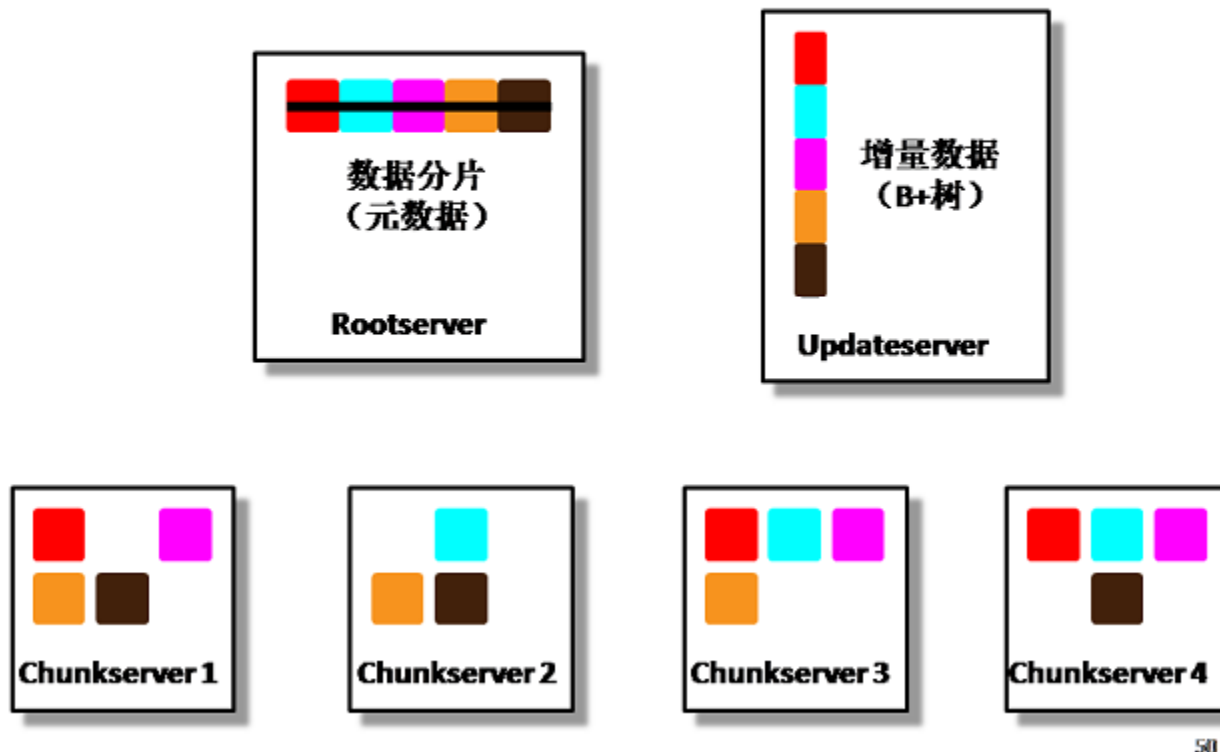 数据分片
（元数据）
Rootserver
增量数据
（B+树）
Updateserver
Chunkserver 1
Chunkserver 2
Chunkserver 3
Chunkserver 4
50